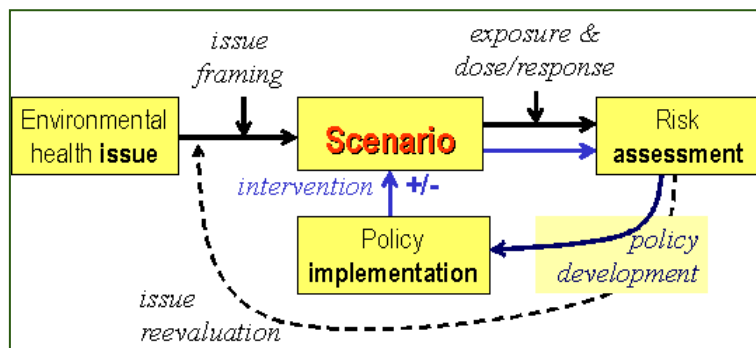 issue
framing
exposure &
dose/response
Environmental
health issue
Scenario
Risk
assessment
intervention +/-
Policy
implementation
policy
development
issue
reevaluation